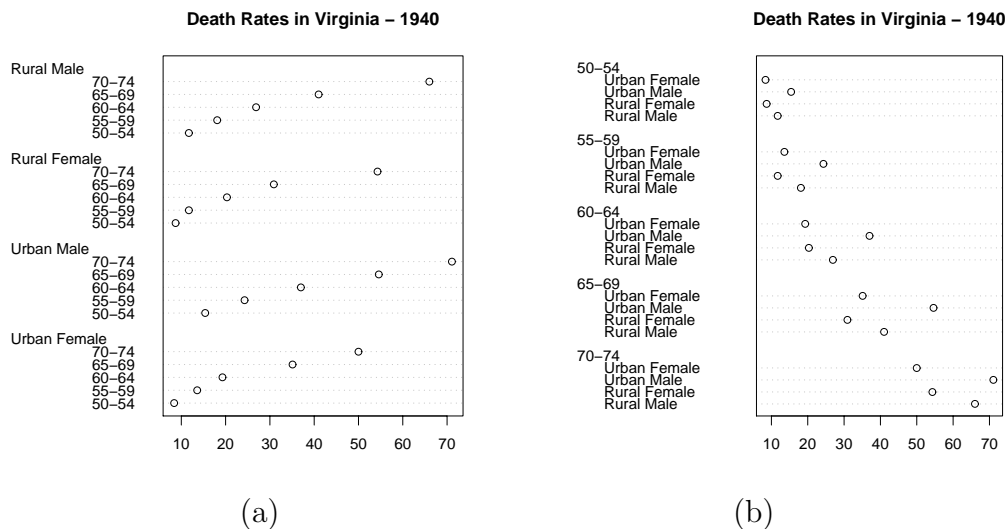 Death Rates in Virginia − 1940
Rural Male
70−74
65−69
60−64
55−59
50−54
Rural Female
70−74
65−69
60−64
55−59
50−54
Urban Male
70−74
65−69
60−64
55−59
50−54
Urban Female
70−74
65−69
60−64
55−59
50−54
10 20 30 40 50 60 70
(a)
Death Rates in Virginia − 1940
50−54
Urban Female
Urban Male
Rural Female
Rural Male
55−59
Urban Female
Urban Male
Rural Female
Rural Male
60−64
Urban Female
Urban Male
Rural Female
Rural Male
65−69
Urban Female
Urban Male
Rural Female
Rural Male
70−74
Urban Female
Urban Male
Rural Female
Rural Male
10 20 30 40 50 60 70
(b)